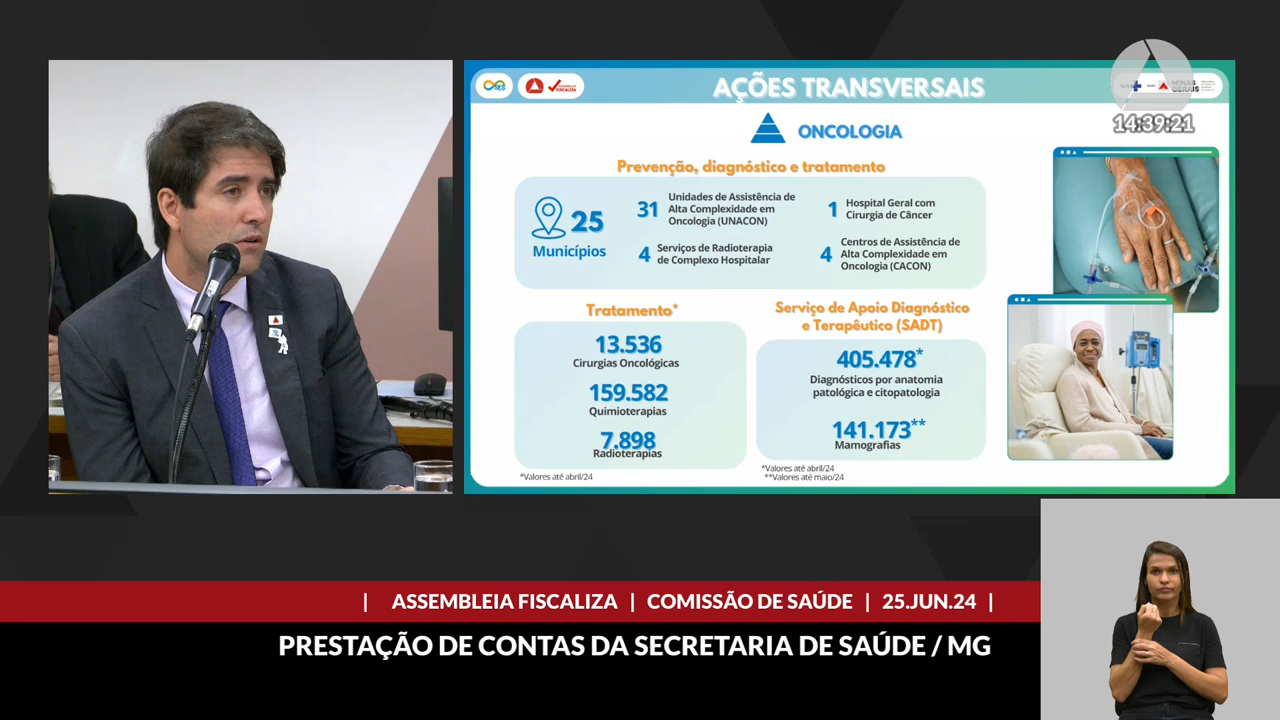 SES
ASSEMBLEIA
FISCALIZA
AÇÕES TRANSVERSAIS
MINAS
GERAIS
14:39:21
ONCOLOGIA
Prevenção, diagnóstico e tratamento
25
Municípios
31
Unidades de Assistência de
Alta Complexidade em
Oncologia (UNACON)
1
Hospital Geral com
Cirurgia de Câncer
4
Serviços de Radioterapia
de Complexo Hospitalar
4
Centros de Assistência de
Alta Complexidade em
Oncologia (CACON)
Tratamento*
13.536
Cirurgias Oncológicas
159.582
Quimioterapias
7.898
Radioterapias
*Valores até abril/24
Serviço de Apoio Diagnóstico
e Terapêutico (SADT)
405.478*
Diagnósticos por anatomia
patológica e citopatologia
141.173**
Mamografias
*Valores até abril/24
**Valores até maio/24
| ASSEMBLEIA FISCALIZA | COMISSÃO DE SAÚDE | 25.JUN.24 |
PRESTAÇÃO DE CONTAS DA SECRETARIA DE SAÚDE / MG